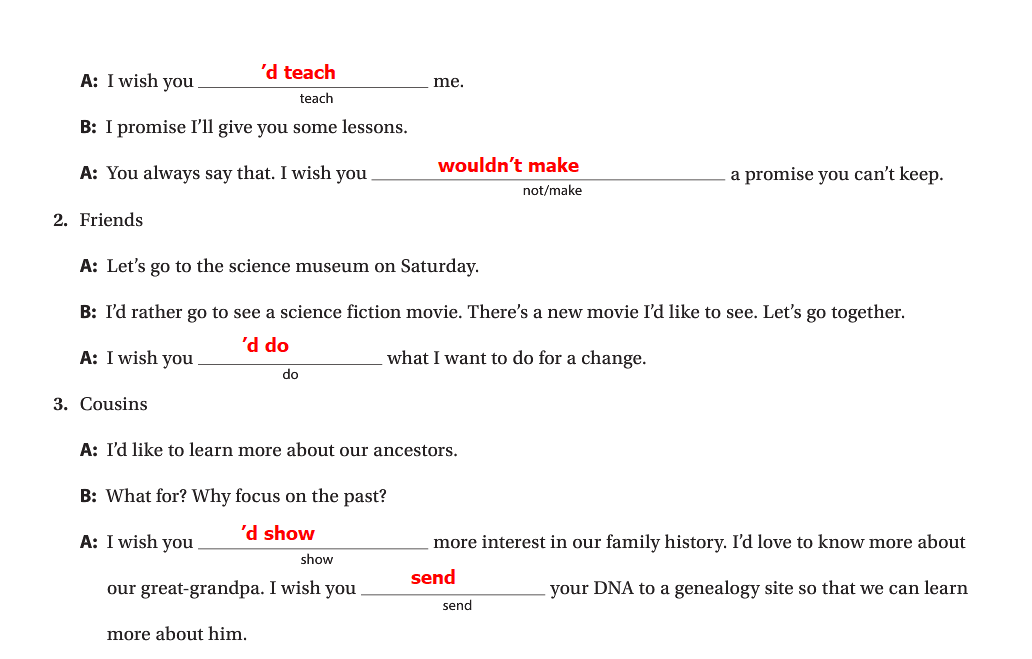 A: I wish you ’d teach me.
teach
B: I promise I’ll give you some lessons.
A: You always say that. I wish you wouldn’t make a promise you can’t keep.
not/make
2. Friends
A: Let’s go to the science museum on Saturday.
B: I’d rather go to see a science fiction movie. There’s a new movie I’d like to see. Let’s go together.
A: I wish you ’d do what I want to do for a change.
do
3. Cousins
A: I’d like to learn more about our ancestors.
B: What for? Why focus on the past?
A: I wish you ’d show more interest in our family history. I’d love to know more about
show
our great-grandpa. I wish you send your DNA to a genealogy site so that we can learn
send
more about him.